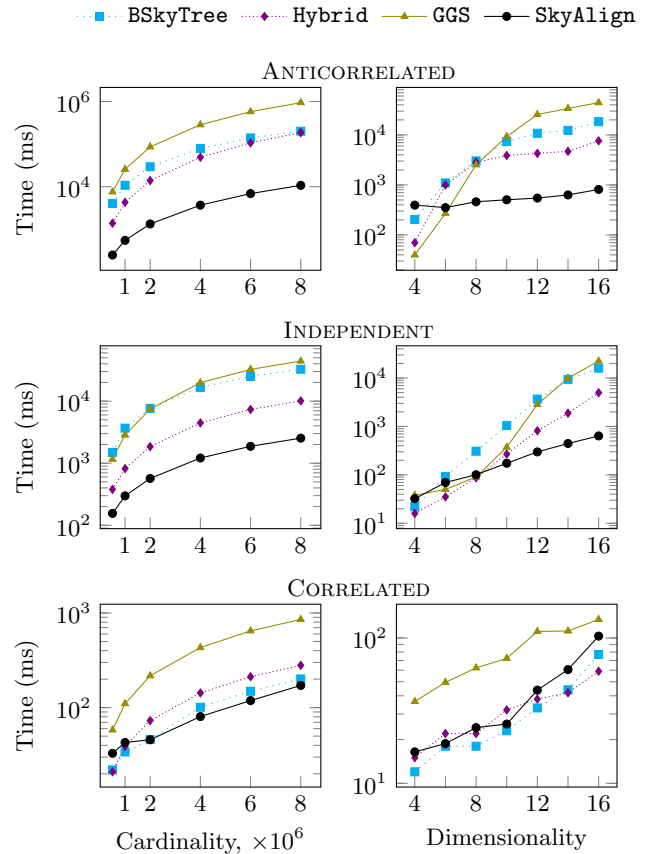 BSkyTree Hybrid GGS SkyAlign
ANTICORRELATED
Time (ms)
10^6
10^4
1 2 4 6 8
10^4
10^3
10^2
4 8 12 16
INDEPENDENT
Time (ms)
10^4
10^3
10^2
1 2 4 6 8
10^4
10^3
10^2
10^1
4 8 12 16
CORRELATED
Time (ms)
10^3
10^2
1 2 4 6 8
Cardinality, ×10^6
10^2
10^1
4 8 12 16
Dimensionality